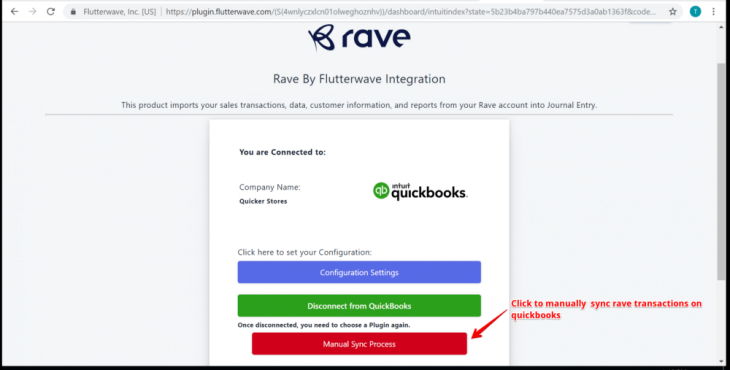 Flutterwave, Inc. [US] | https://plugin.flutterwave.com/(S(4wnlyczxlcn01olweghoznhv))/dashboard/intuitindex?state=5b23b4ba797b440ea7575d3a0ab1363f&code...
T
rave
Rave By Flutterwave Integration
This product imports your sales transactions, data, customer information, and reports from your Rave account into Journal Entry.
You are Connected to:
Company Name:
Quicker Stores
qb intuit quickbooks.
Click here to set your Configuration:
Configuration Settings
Disconnect from QuickBooks
Once disconnected, you need to choose a Plugin again.
Manual Sync Process
Click to manually sync rave transactions on
quickbooks